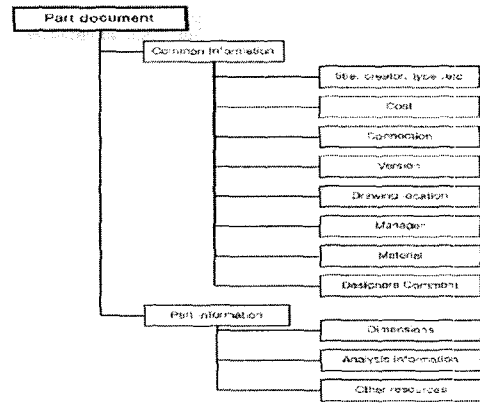 Part document
Common Information
title, creator, type ,etc
Cost
Connection
Version
Drawing location
Manager
Material
Designers Comment
Part information
Dimensions
Analysis Information
Other resources